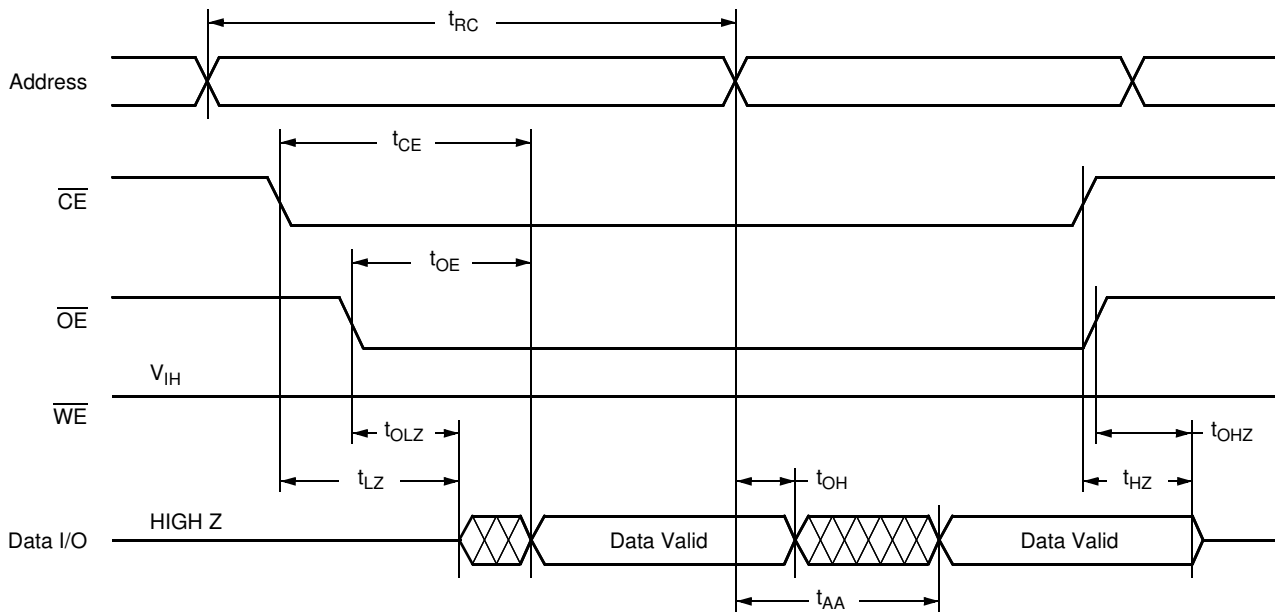 tRC
Address
tCE
CE
tOE
OE
VIH
WE
tOLZ
tOHZ
tLZ
tOH
tHZ
HIGH Z
Data I/O
Data Valid
Data Valid
tAA